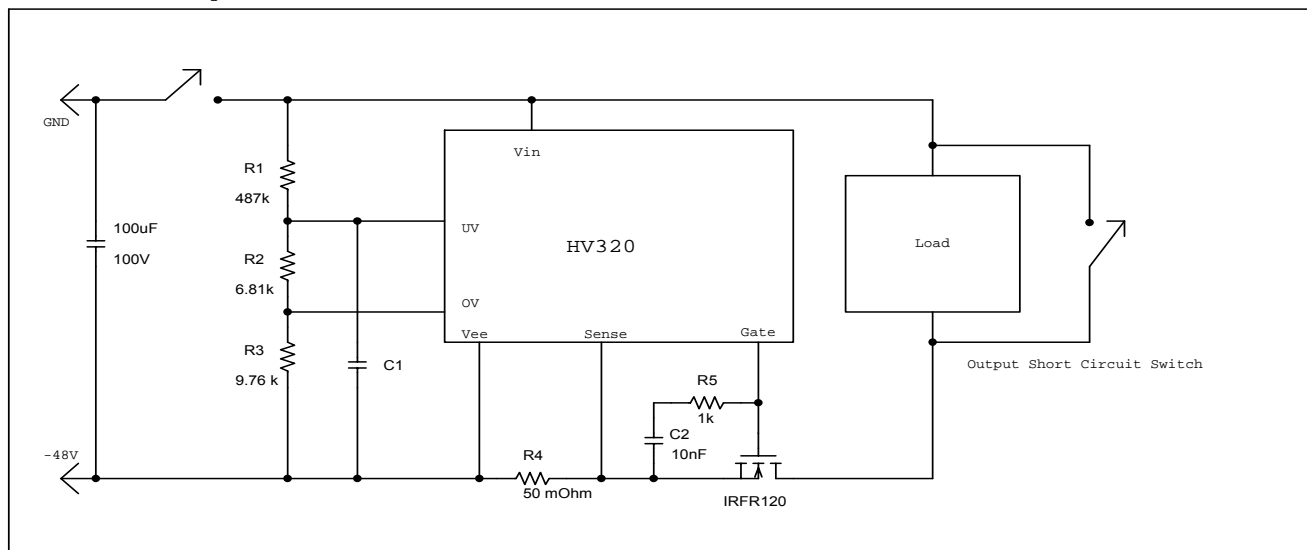 GND
Vin
R1
487k
100uF
100V
UV
HV320
Load
R2
6.81k
OV
Vee
Sense
Gate
R3
9.76 k
C1
Output Short Circuit Switch
R5
1k
C2
10nF
-48V
R4
50 mOhm
IRFR120